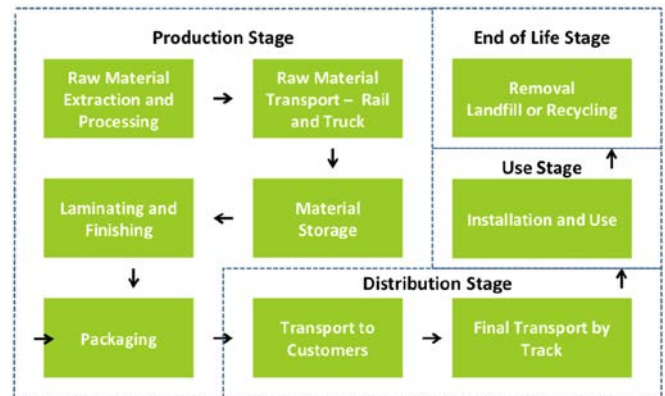 Production Stage
Raw Material
Extraction and
Processing
Raw Material
Transport – Rail
and Truck
Laminating and
Finishing
Material
Storage
Packaging
Distribution Stage
Transport to
Customers
Final Transport by
Track
Use Stage
Installation and Use
End of Life Stage
Removal
Landfill or Recycling